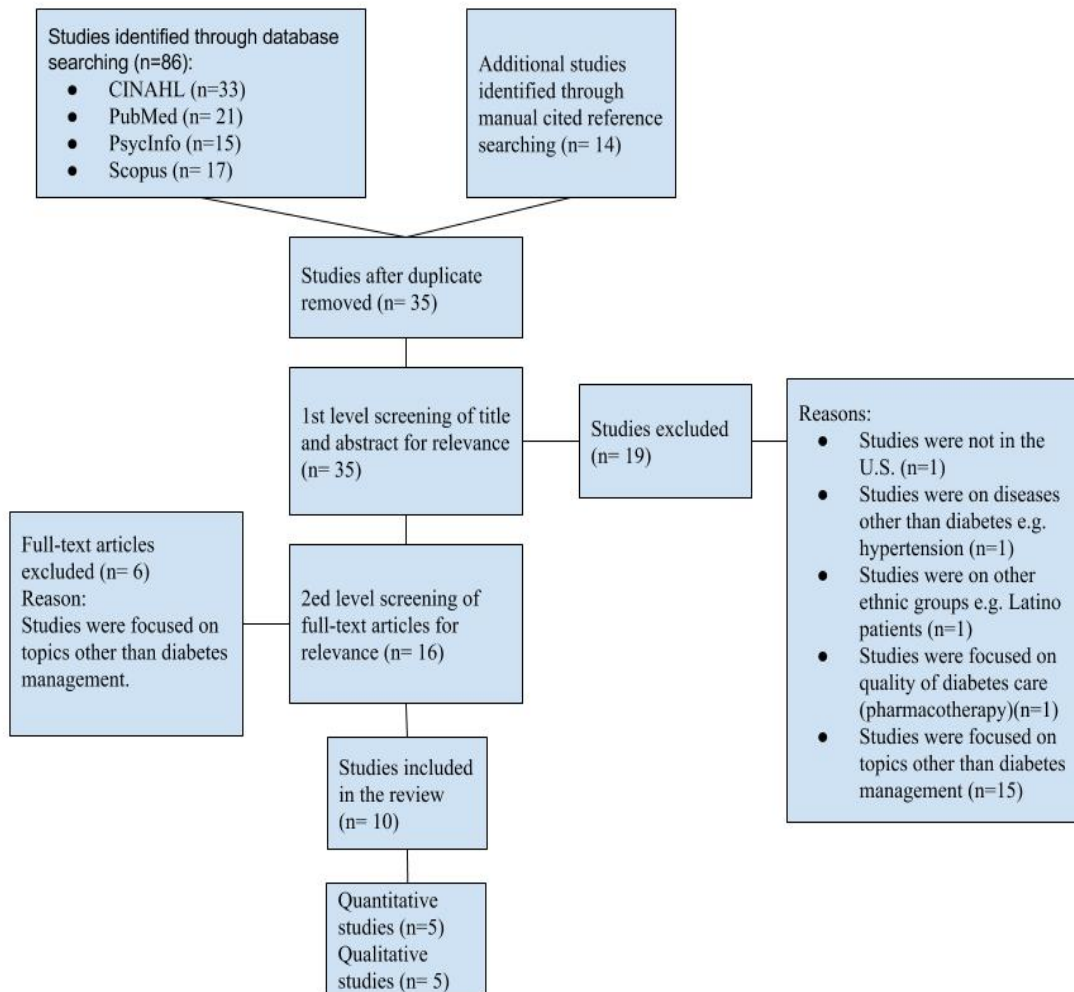 Studies identified through database
searching (n=86):
● CINAHL (n=33)
● PubMed (n= 21)
● PsycInfo (n=15)
● Scopus (n= 17)
Additional studies
identified through
manual cited reference
searching (n= 14)
Studies after duplicate
removed (n= 35)
1st level screening of title
and abstract for relevance
(n= 35)
Studies excluded
(n= 19)
Reasons:
● Studies were not in the
U.S. (n=1)
● Studies were on diseases
other than diabetes e.g.
hypertension (n=1)
● Studies were on other
ethnic groups e.g. Latino
patients (n=1)
● Studies were focused on
quality of diabetes care
(pharmacotherapy)(n=1)
● Studies were focused on
topics other than diabetes
management (n=15)
Full-text articles
excluded (n= 6)
Reason:
Studies were focused on
topics other than diabetes
management.
2ed level screening of
full-text articles for
relevance (n= 16)
Studies included
in the review
(n= 10)
Quantitative
studies (n=5)
Qualitative
studies (n= 5)